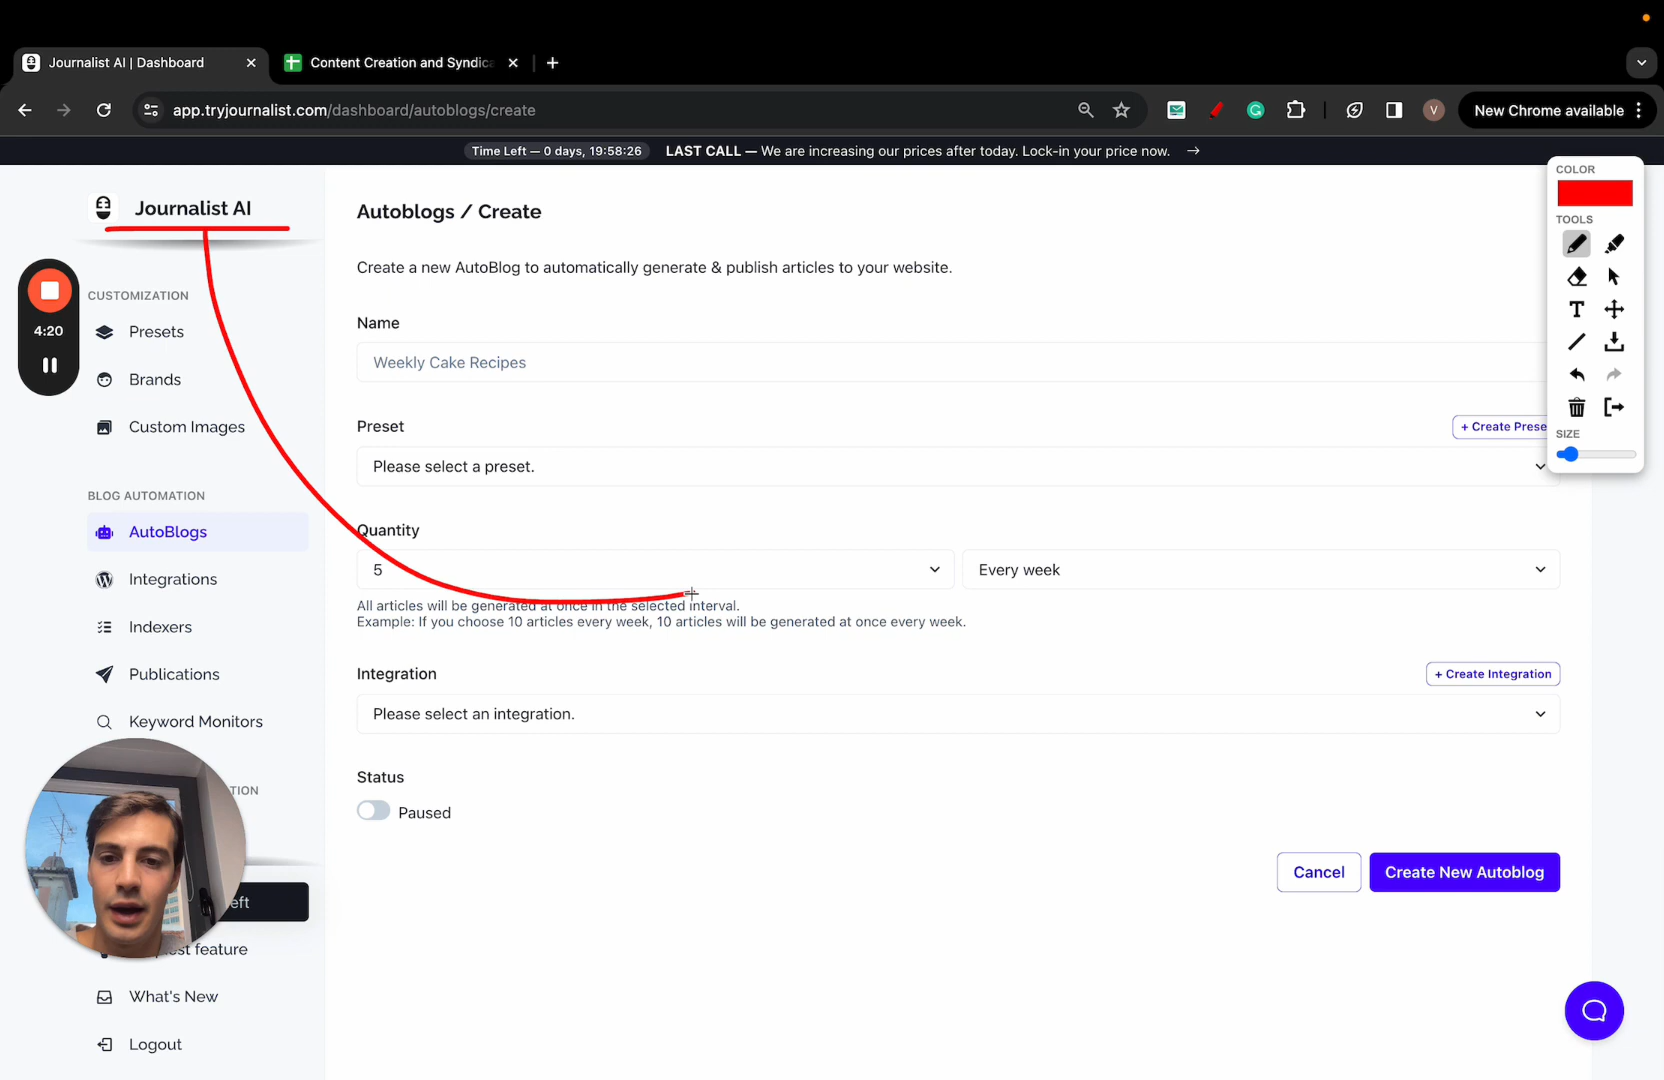 Journalist AI | Dashboard
Content Creation and Syndica
app.tryjournalist.com/dashboard/autoblogs/create
V
New Chrome available
Time Left — 0 days, 19:58:26
LAST CALL — We are increasing our prices after today. Lock-in your price now. →
COLOR
TOOLS
T
SIZE
4:20
Journalist AI
CUSTOMIZATION
Presets
Brands
Custom Images
BLOG AUTOMATION
AutoBlogs
Integrations
Indexers
Publications
Keyword Monitors
TION
eft
est feature
What's New
Logout
Autoblogs / Create
Create a new AutoBlog to automatically generate & publish articles to your website.
Name
Weekly Cake Recipes
Preset
+ Create Prese
Please select a preset.
Quantity
5
Every week
All articles will be generated at once in the selected interval.
Example: If you choose 10 articles every week, 10 articles will be generated at once every week.
Integration
+ Create Integration
Please select an integration.
Status
Paused
Cancel
Create New Autoblog